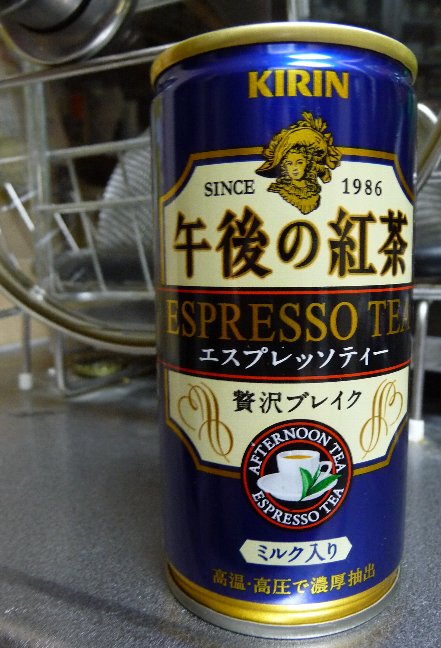 KIRIN
SINCE 1986
午後の紅茶
ESPRESSO TEA
エスプレッソティー
贅沢ブレイク
AFTERNOON TEA
ESPRESSO TEA
ミルク入り
高温・高圧で濃厚抽出